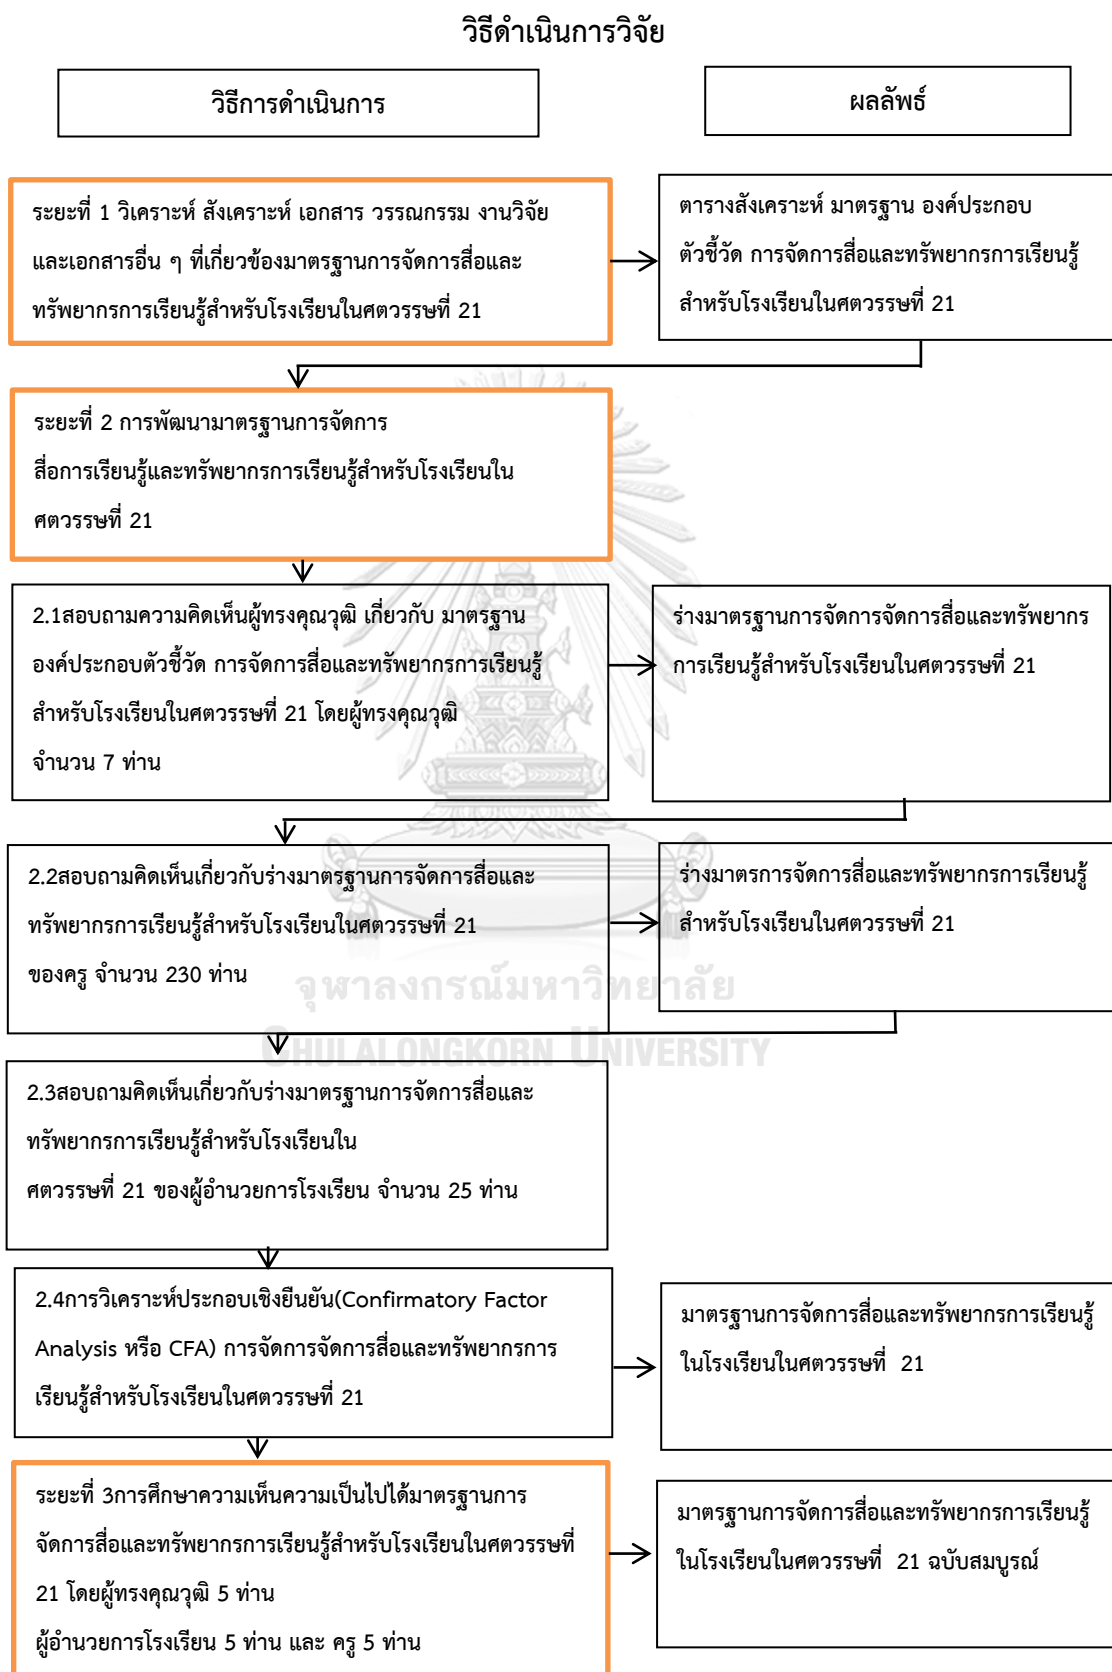 วิธีดำเนินการวิจัย
วิธีการดำเนินการ
ผลลัพธ์
ระยะที่ 1 วิเคราะห์ สังเคราะห์ เอกสาร วรรณกรรม งานวิจัย
และเอกสารอื่น ๆ ที่เกี่ยวข้องมาตรฐานการจัดการสื่อและ
ทรัพยากรการเรียนรู้สำหรับโรงเรียนในศตวรรษที่ 21
ตารางสังเคราะห์ มาตรฐาน องค์ประกอบ
ตัวชี้วัด การจัดการสื่อและทรัพยากรการเรียนรู้
สำหรับโรงเรียนในศตวรรษที่ 21
ระยะที่ 2 การพัฒนามาตรฐานการจัดการ
สื่อการเรียนรู้และทรัพยากรการเรียนรู้สำหรับโรงเรียนใน
ศตวรรษที่ 21
2.1สอบถามความคิดเห็นผู้ทรงคุณวุฒิ เกี่ยวกับ มาตรฐาน
องค์ประกอบตัวชี้วัด การจัดการสื่อและทรัพยากรการเรียนรู้
สำหรับโรงเรียนในศตวรรษที่ 21 โดยผู้ทรงคุณวุฒิ
จำนวน 7 ท่าน
ร่างมาตรฐานการจัดการจัดการสื่อและทรัพยากร
การเรียนรู้สำหรับโรงเรียนในศตวรรษที่ 21
2.2สอบถามคิดเห็นเกี่ยวกับร่างมาตรฐานการจัดการสื่อและ
ทรัพยากรการเรียนรู้สำหรับโรงเรียนในศตวรรษที่ 21
ของครู จำนวน 230 ท่าน
ร่างมาตรการจัดการสื่อและทรัพยากรการเรียนรู้
สำหรับโรงเรียนในศตวรรษที่ 21
จุฬาลงกรณ์มหาวิทยาลัย
CHULALONGKORN UNIVERSITY
2.3สอบถามคิดเห็นเกี่ยวกับร่างมาตรฐานการจัดการสื่อและ
ทรัพยากรการเรียนรู้สำหรับโรงเรียนใน
ศตวรรษที่ 21 ของผู้อำนวยการโรงเรียน จำนวน 25 ท่าน
2.4การวิเคราะห์ประกอบเชิงยืนยัน(Confirmatory Factor
Analysis หรือ CFA) การจัดการจัดการสื่อและทรัพยากรการ
เรียนรู้สำหรับโรงเรียนในศตวรรษที่ 21
มาตรฐานการจัดการสื่อและทรัพยากรการเรียนรู้
ในโรงเรียนในศตวรรษที่ 21
ระยะที่ 3การศึกษาความเห็นความเป็นไปได้มาตรฐานการ
จัดการสื่อและทรัพยากรการเรียนรู้สำหรับโรงเรียนในศตวรรษที่
21 โดยผู้ทรงคุณวุฒิ 5 ท่าน
ผู้อำนวยการโรงเรียน 5 ท่าน และ ครู 5 ท่าน
มาตรฐานการจัดการสื่อและทรัพยากรการเรียนรู้
ในโรงเรียนในศตวรรษที่ 21 ฉบับสมบูรณ์